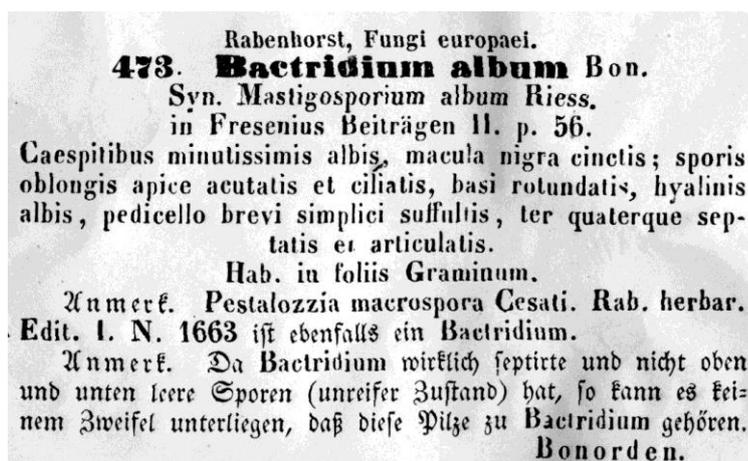 Rabenhorst, Fungi europaei.
473. Bactridium album Bon.
Syn. Mastigosporium album Riess.
in Fresenius Beiträgen II. p. 56.
Caespitibus minutissimis albis, macula nigra cinctis; sporis
oblongis apice acutatis et ciliatis, basi rotundatis, hyalinis
albis, pedicello brevi simplici suffultis, ter quaterque sep-
tatis et articulatis.
Hab. in foliis Graminum.
Anmerk. Pestalozzia macrospora Cesati. Rab. herbar.
Edit. I. N. 1663 iſt ebenfalls ein Bactridium.
Anmerk. Da Bactridium wirklich ſeptirte und nicht oben
und unten leere Sporen (unreifer Zuſtand) hat, ſo kann es kei-
nem Zweifel unterliegen, daß dieſe Pilze zu Bactridium gehören.
Bonorden.